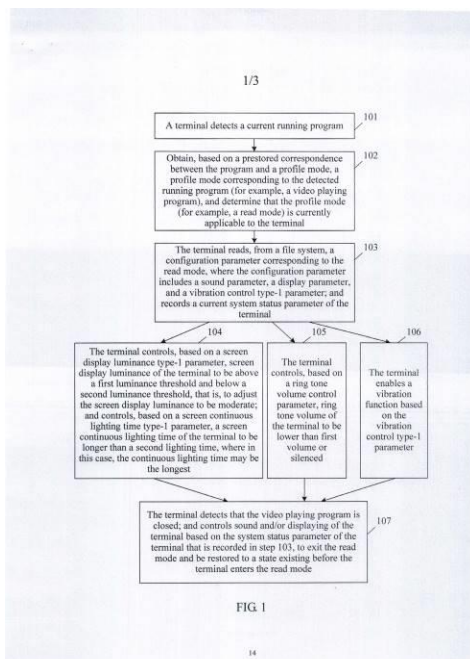 1/3
A terminal detects a current running program
101
Obtain, based on a prestored correspondence
between the program and a profile mode, a
profile mode corresponding to the detected
running program (for example, a video playing
program), and determine that the profile mode
(for example, a read mode) is currently
applicable to the terminal
102
The terminal reads, from a file system, a
configuration parameter corresponding to the
read mode, where the configuration parameter
includes a sound parameter, a display parameter,
and a vibration control type-1 parameter; and
records a current system status parameter of the
terminal
103
104
The terminal controls, based on a screen
display luminance type-1 parameter, screen
display luminance of the terminal to be above
a first luminance threshold and below a
second luminance threshold, that is, to adjust
the screen display luminance to be moderate;
and controls, based on a screen continuous
lighting time type-1 parameter, a screen
continuous lighting time of the terminal to be
longer than a second lighting time, where in
this case, the continuous lighting time may be
the longest
105
The terminal
controls, based on
a ring tone
volume control
parameter, ring
tone volume of
the terminal to be
lower than first
volume or
silenced
106
The terminal
enables a
vibration
function based
on the
vibration
control type-1
parameter
The terminal detects that the video playing program is
closed; and controls sound and/or displaying of the
terminal based on the system status parameter of the
terminal that is recorded in step 103, to exit the read
mode and be restored to a state existing before the
terminal enters the read mode
107
FIG. 1
14